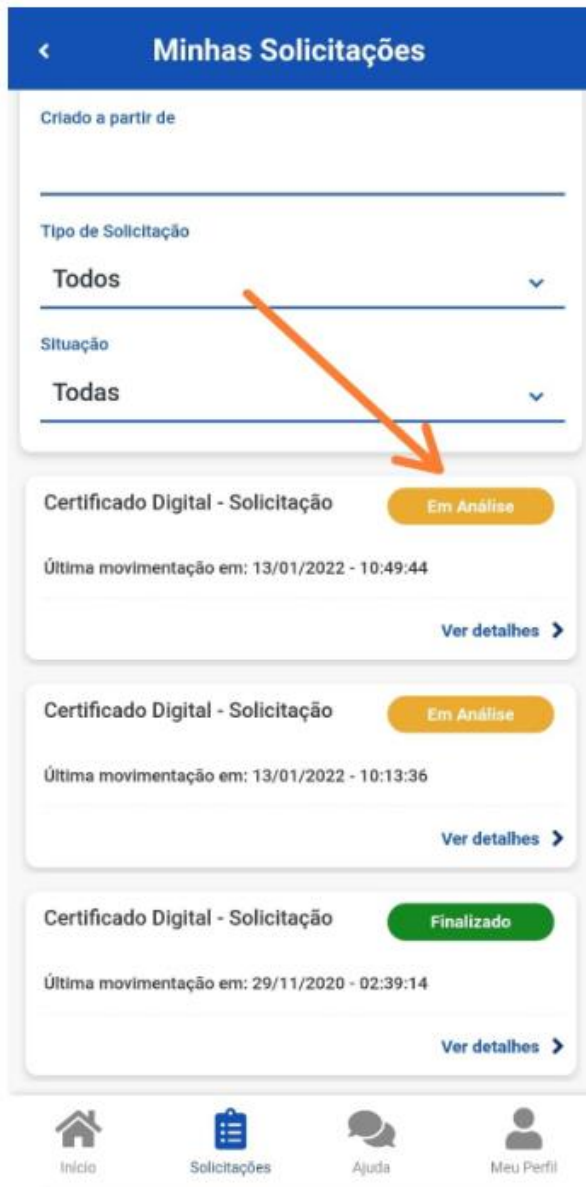 Minhas Solicitações
Criado a partir de
Tipo de Solicitação
Todos
Situação
Todas
Certificado Digital - Solicitação
Em Análise
Última movimentação em: 13/01/2022 - 10:49:44
Ver detalhes
Certificado Digital - Solicitação
Em Análise
Última movimentação em: 13/01/2022 - 10:13:36
Ver detalhes
Certificado Digital - Solicitação
Finalizado
Última movimentação em: 29/11/2020 - 02:39:14
Ver detalhes
Início
Solicitações
Ajuda
Meu Perfil